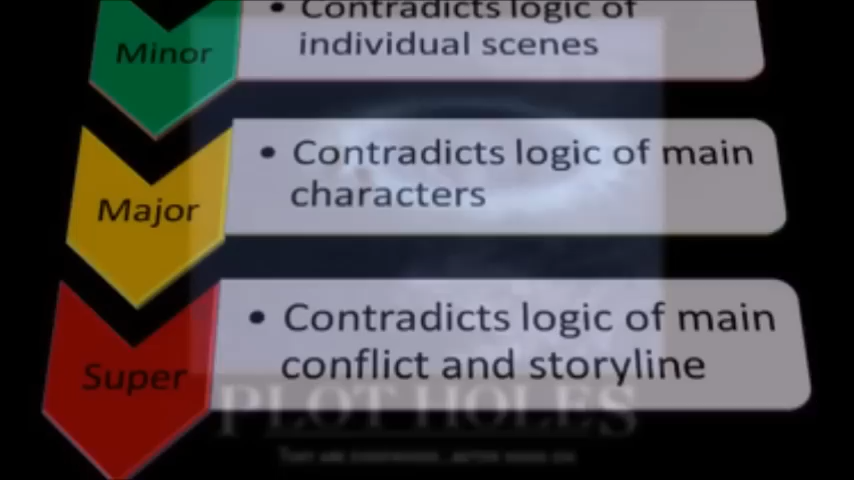 Minor
• Contradicts logic of
individual scenes
Major
• Contradicts logic of main
characters
Super
• Contradicts logic of main
conflict and storyline
PLOT HOLES